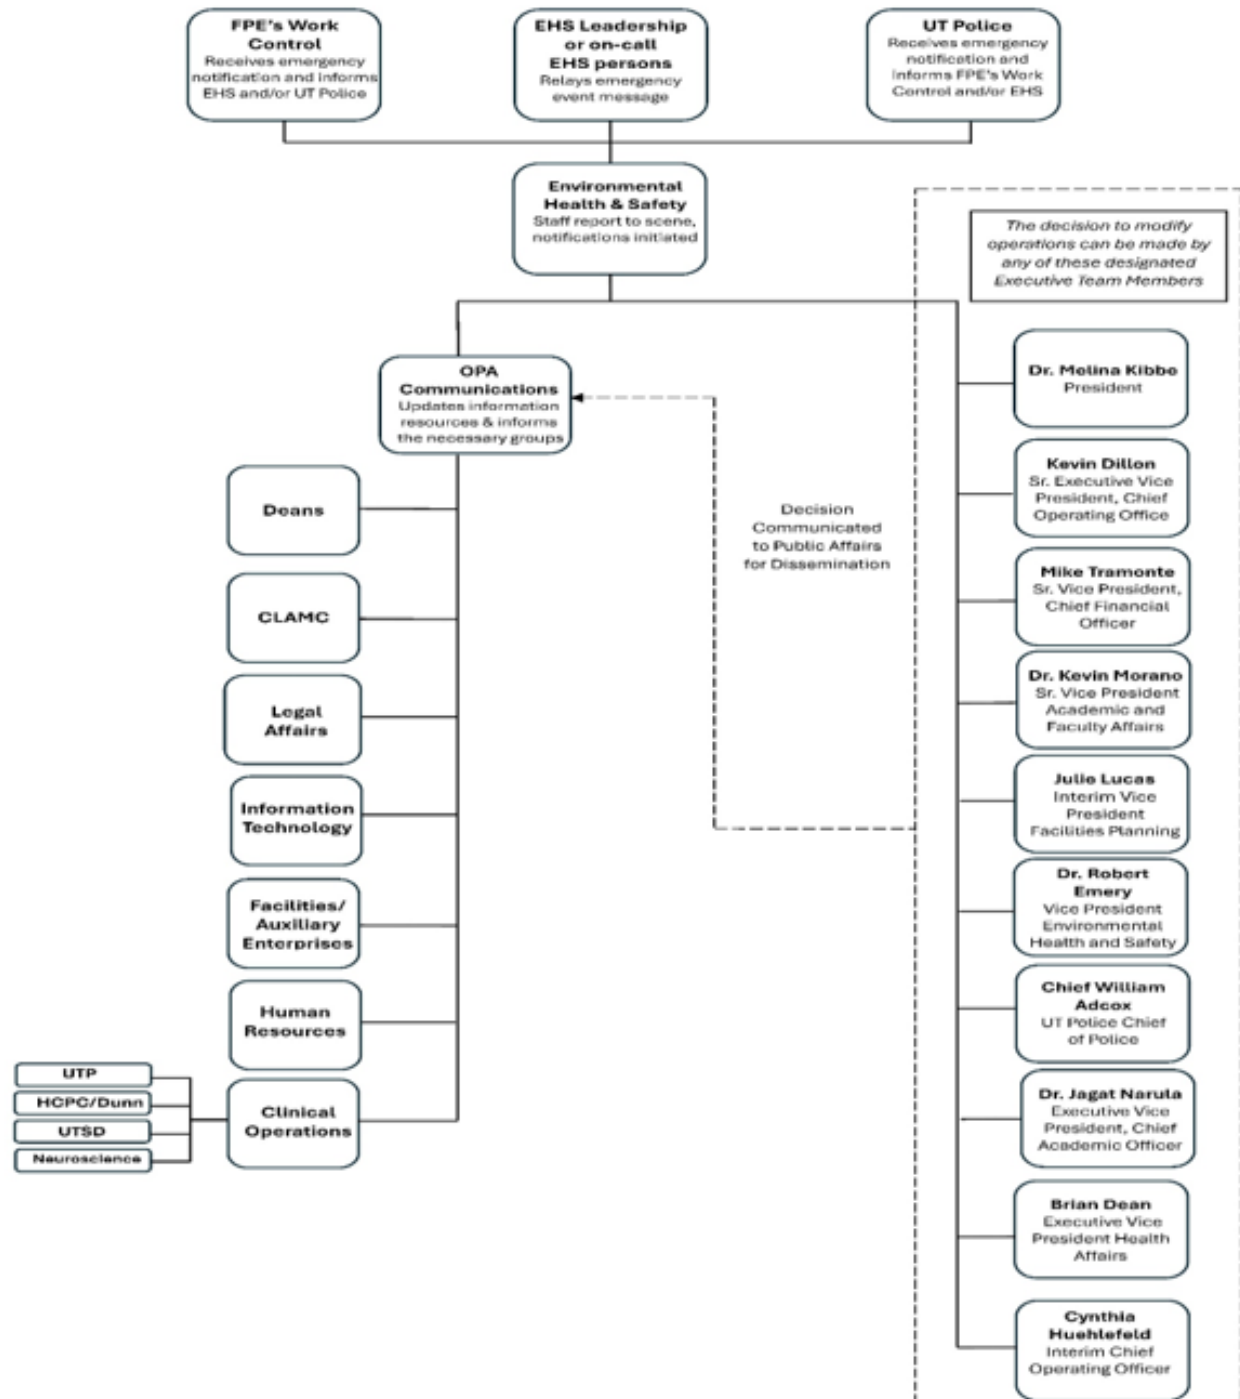 FPE's Work
Control
Receives emergency
notification and informs
EHS and/or UT Police
EHS Leadership
or on-call
EHS persons
Relays emergency
event message
UT Police
Receives emergency
notification and
informs FPE's Work
Control and/or EHS
Environmental
Health & Safety
Staff report to scene,
notifications initiated
The decision to modify
operations can be made by
any of these designated
Executive Team Members
OPA
Communications
Updates information
resources & informs
the necessary groups
Deans
CLAMC
Legal
Affairs
Information
Technology
Facilities/
Auxiliary
Enterprises
Human
Resources
Clinical
Operations
UTP
HCPC/Dunn
UTSD
Neuroscience
Decision
Communicated
to Public Affairs
for Dissemination
Dr. Melina Kibbe
President
Kevin Dillon
Sr. Executive Vice
President, Chief
Operating Office
Mike Tramonte
Sr. Vice President,
Chief Financial
Officer
Dr. Kevin Morano
Sr. Vice President
Academic and
Faculty Affairs
Julie Lucas
Interim Vice
President
Facilities Planning
Dr. Robert
Emery
Vice President
Environmental
Health and Safety
Chief William
Adcox
UT Police Chief
of Police
Dr. Jagat Narula
Executive Vice
President, Chief
Academic Officer
Brian Dean
Executive Vice
President Health
Affairs
Cynthia
Huehlefeld
Interim Chief
Operating Officer